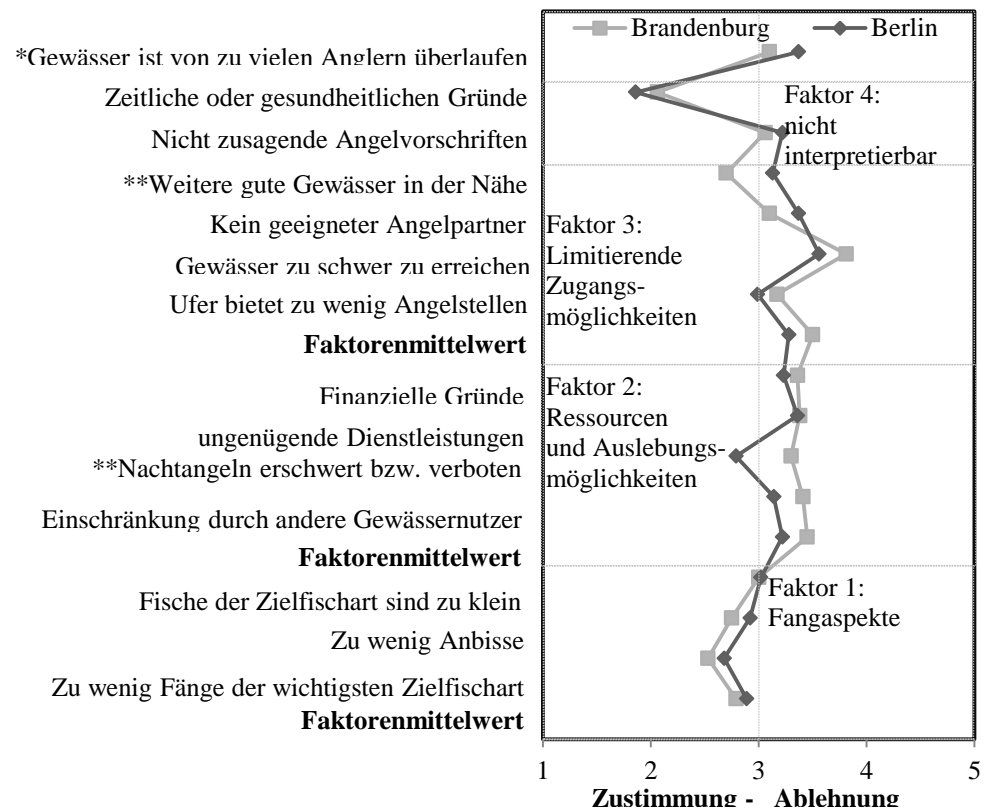 Brandenburg
Berlin
*Gewässer ist von zu vielen Anglern überlaufen
Zeitliche oder gesundheitlichen Gründe
Nicht zusagende Angelvorschriften
Faktor 4:
nicht
interpretierbar
**Weitere gute Gewässer in der Nähe
Kein geeigneter Angelpartner
Gewässer zu schwer zu erreichen
Ufer bietet zu wenig Angelstellen
Faktorenmittelwert
Faktor 3:
Limitierende
Zugangs-
möglichkeiten
Finanzielle Gründe
ungenügende Dienstleistungen
**Nachtangeln erschwert bzw. verboten
Einschränkung durch andere Gewässernutzer
Faktorenmittelwert
Faktor 2:
Ressourcen
und Auslebungs-
möglichkeiten
Fische der Zielfischart sind zu klein
Zu wenig Anbisse
Zu wenig Fänge der wichtigsten Zielfischart
Faktorenmittelwert
Faktor 1:
Fangaspekte
1 2 3 4 5
Zustimmung - Ablehnung